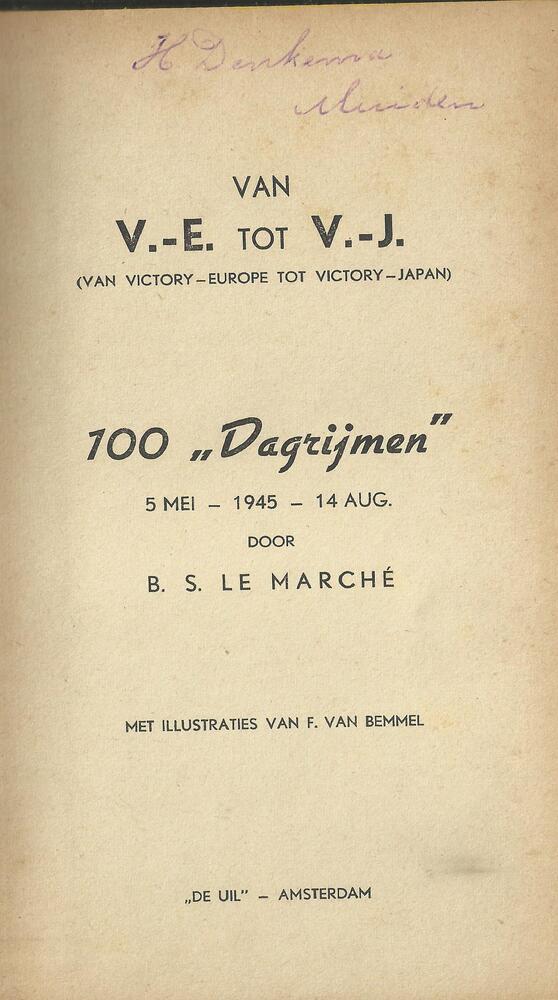 H Denkema
Muiden
VAN
V.-E. TOT V.-J.
(VAN VICTORY–EUROPE TOT VICTORY–JAPAN)
100 „Dagrijmen”
5 MEI – 1945 – 14 AUG.
DOOR
B. S. LE MARCHÉ
MET ILLUSTRATIES VAN F. VAN BEMMEL
„DE UIL” – AMSTERDAM